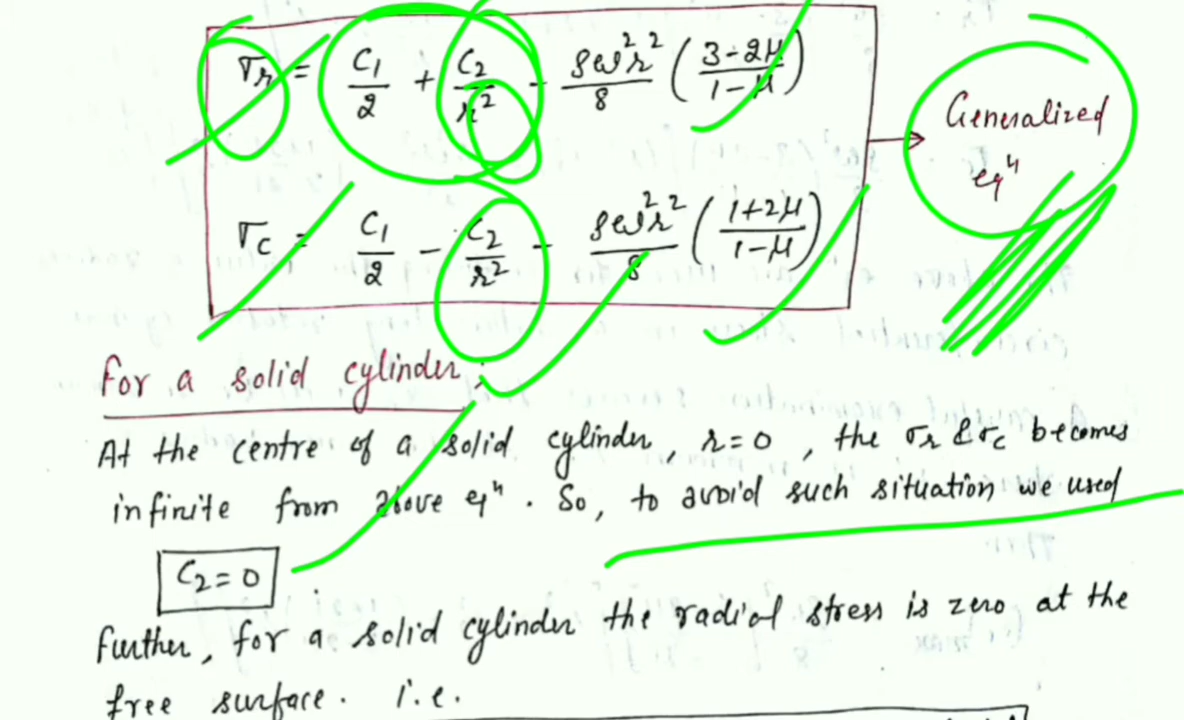 σr = C1/2 + C2/r² - ρω²r²/8 (3-2μ/1-μ)
Generalized
eqⁿ
σc = C1/2 - C2/r² - ρω²r²/8 (1+2μ/1-μ)
for a solid cylinder,
At the centre of a solid cylinder, r=0, the σr & σc becomes
infinite from above eqⁿ. So, to avoid such situation we used
C2=0
further, for a solid cylinder the radial stress is zero at the
free surface. i.e.